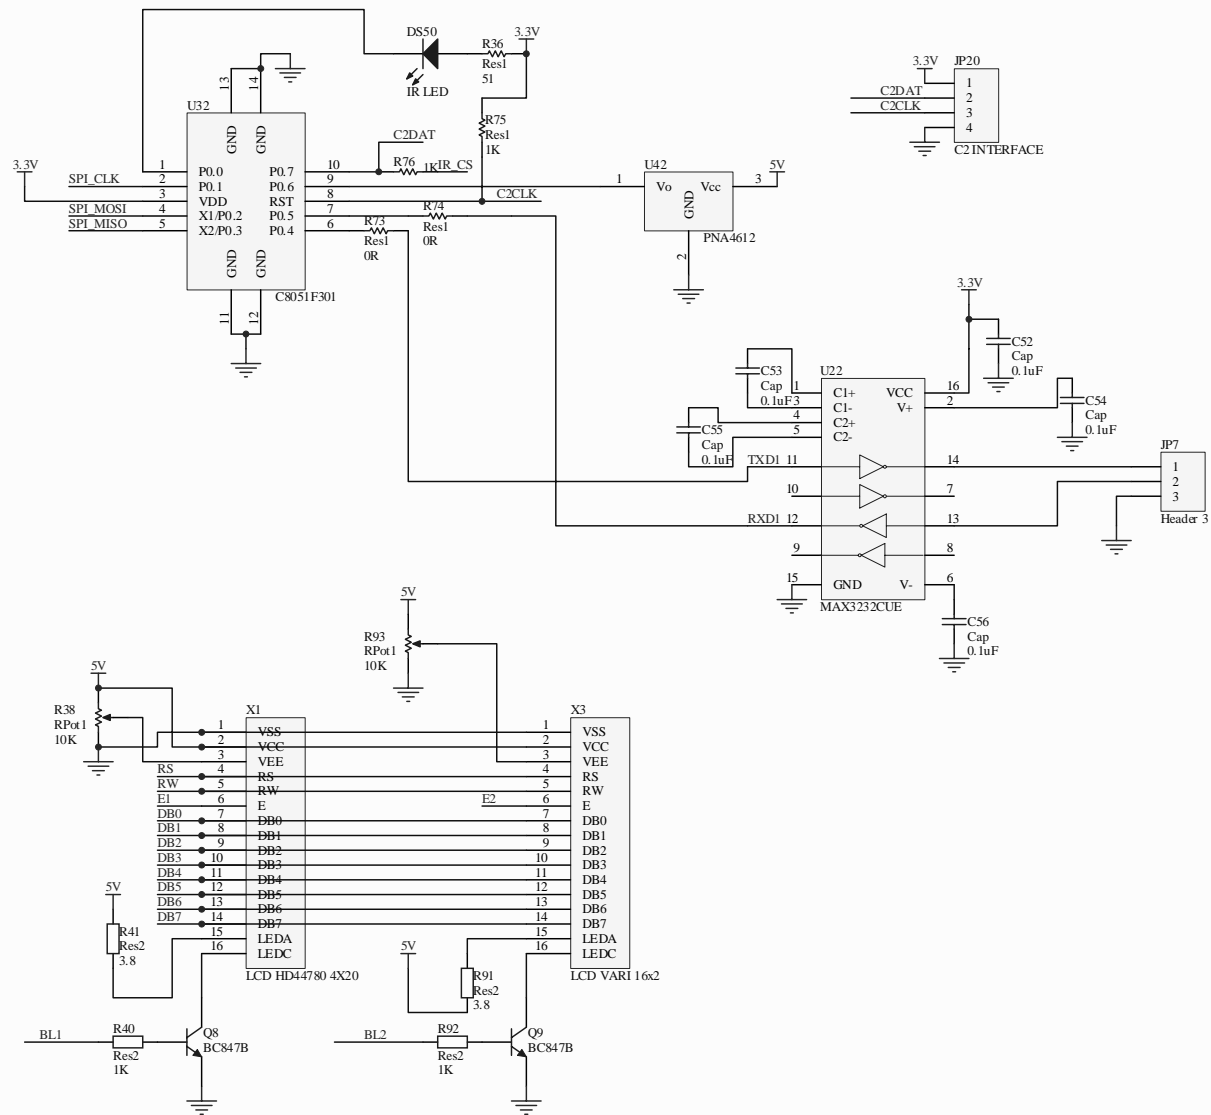 DS50
IR LED
R36
Res1
51
3.3V
R75
Res1
1K
U32
13
14
GND
GND
3.3V
SPI_CLK
SPI_MOSI
SPI_MISO
1
2
3
4
5
P0.0
P0.1
VDD
X1/P0.2
X2/P0.3
P0.7
P0.6
RST
P0.5
P0.4
10
9
8
7
6
GND
GND
11
12
C8051F301
C2DAT
R76
1K
IR_CS
C2CLK
R73
Res1
0R
R74
Res1
0R
U42
1
Vo
Vcc
GND
3
5V
2
PNA4612
JP20
3.3V
C2DAT
C2CLK
1
2
3
4
C2 INTERFACE
3.3V
C52
Cap
0.1uF
C53
Cap
0.1uF
C55
Cap
0.1uF
C54
Cap
0.1uF
U22
1
3
4
5
C1+
C1-
C2+
C2-
VCC
V+
16
2
TXD1
11
10
RXD1
12
9
15
GND
V-
14
7
13
8
6
MAX3232CUE
C56
Cap
0.1uF
JP7
1
2
3
Header 3
5V
R93
RPot1
10K
5V
R38
RPot1
10K
X1
1 VSS
2 VCC
3 VEE
RS 4 RS
RW 5 RW
E1 6 E
DB0 7 DB0
DB1 8 DB1
DB2 9 DB2
DB3 10 DB3
DB4 11 DB4
DB5 12 DB5
DB6 13 DB6
DB7 14 DB7
15 LEDA
16 LEDC
LCD HD44780 4X20
X3
1 VSS
2 VCC
3 VEE
4 RS
5 RW
E2 6 E
7 DB0
8 DB1
9 DB2
10 DB3
11 DB4
12 DB5
13 DB6
14 DB7
15 LEDA
16 LEDC
LCD VARI 16x2
5V
R41
Res2
3.8
5V
R91
Res2
3.8
BL1
R40
Res2
1K
Q8
BC847B
BL2
R92
Res2
1K
Q9
BC847B